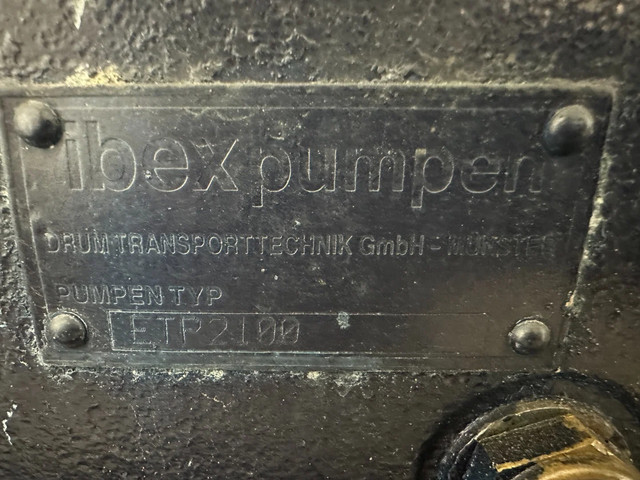 ibex pumpen
DRUM TRANSPORTTECHNIK GmbH - MÜNSTER
PUMPEN TYP
ETP2100